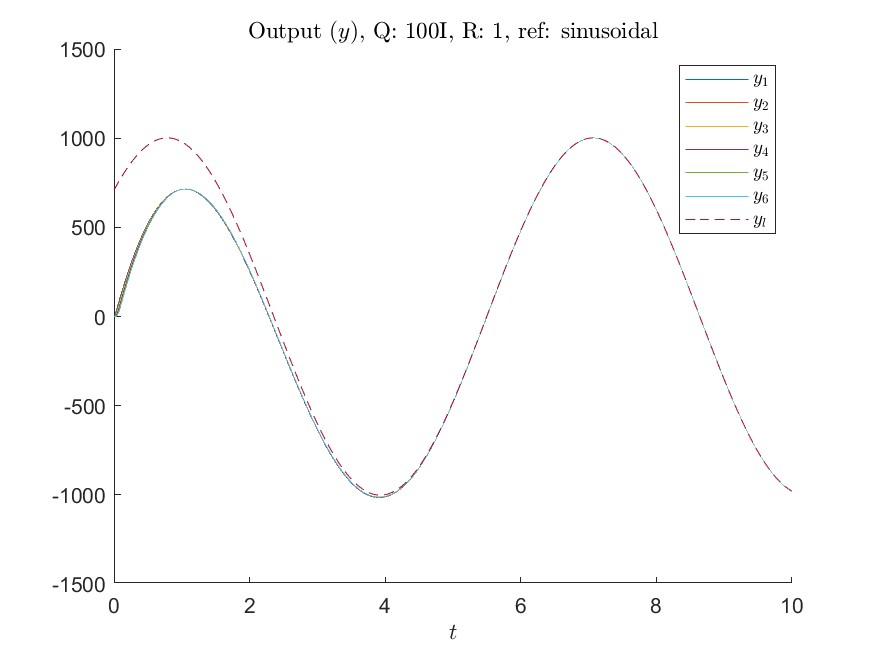 Output (y), Q: 100I, R: 1, ref: sinusoidal
1500
1000
500
0
-500
-1000
-1500
0 2 4 6 8 10
t
y1
y2
y3
y4
y5
y6
yl